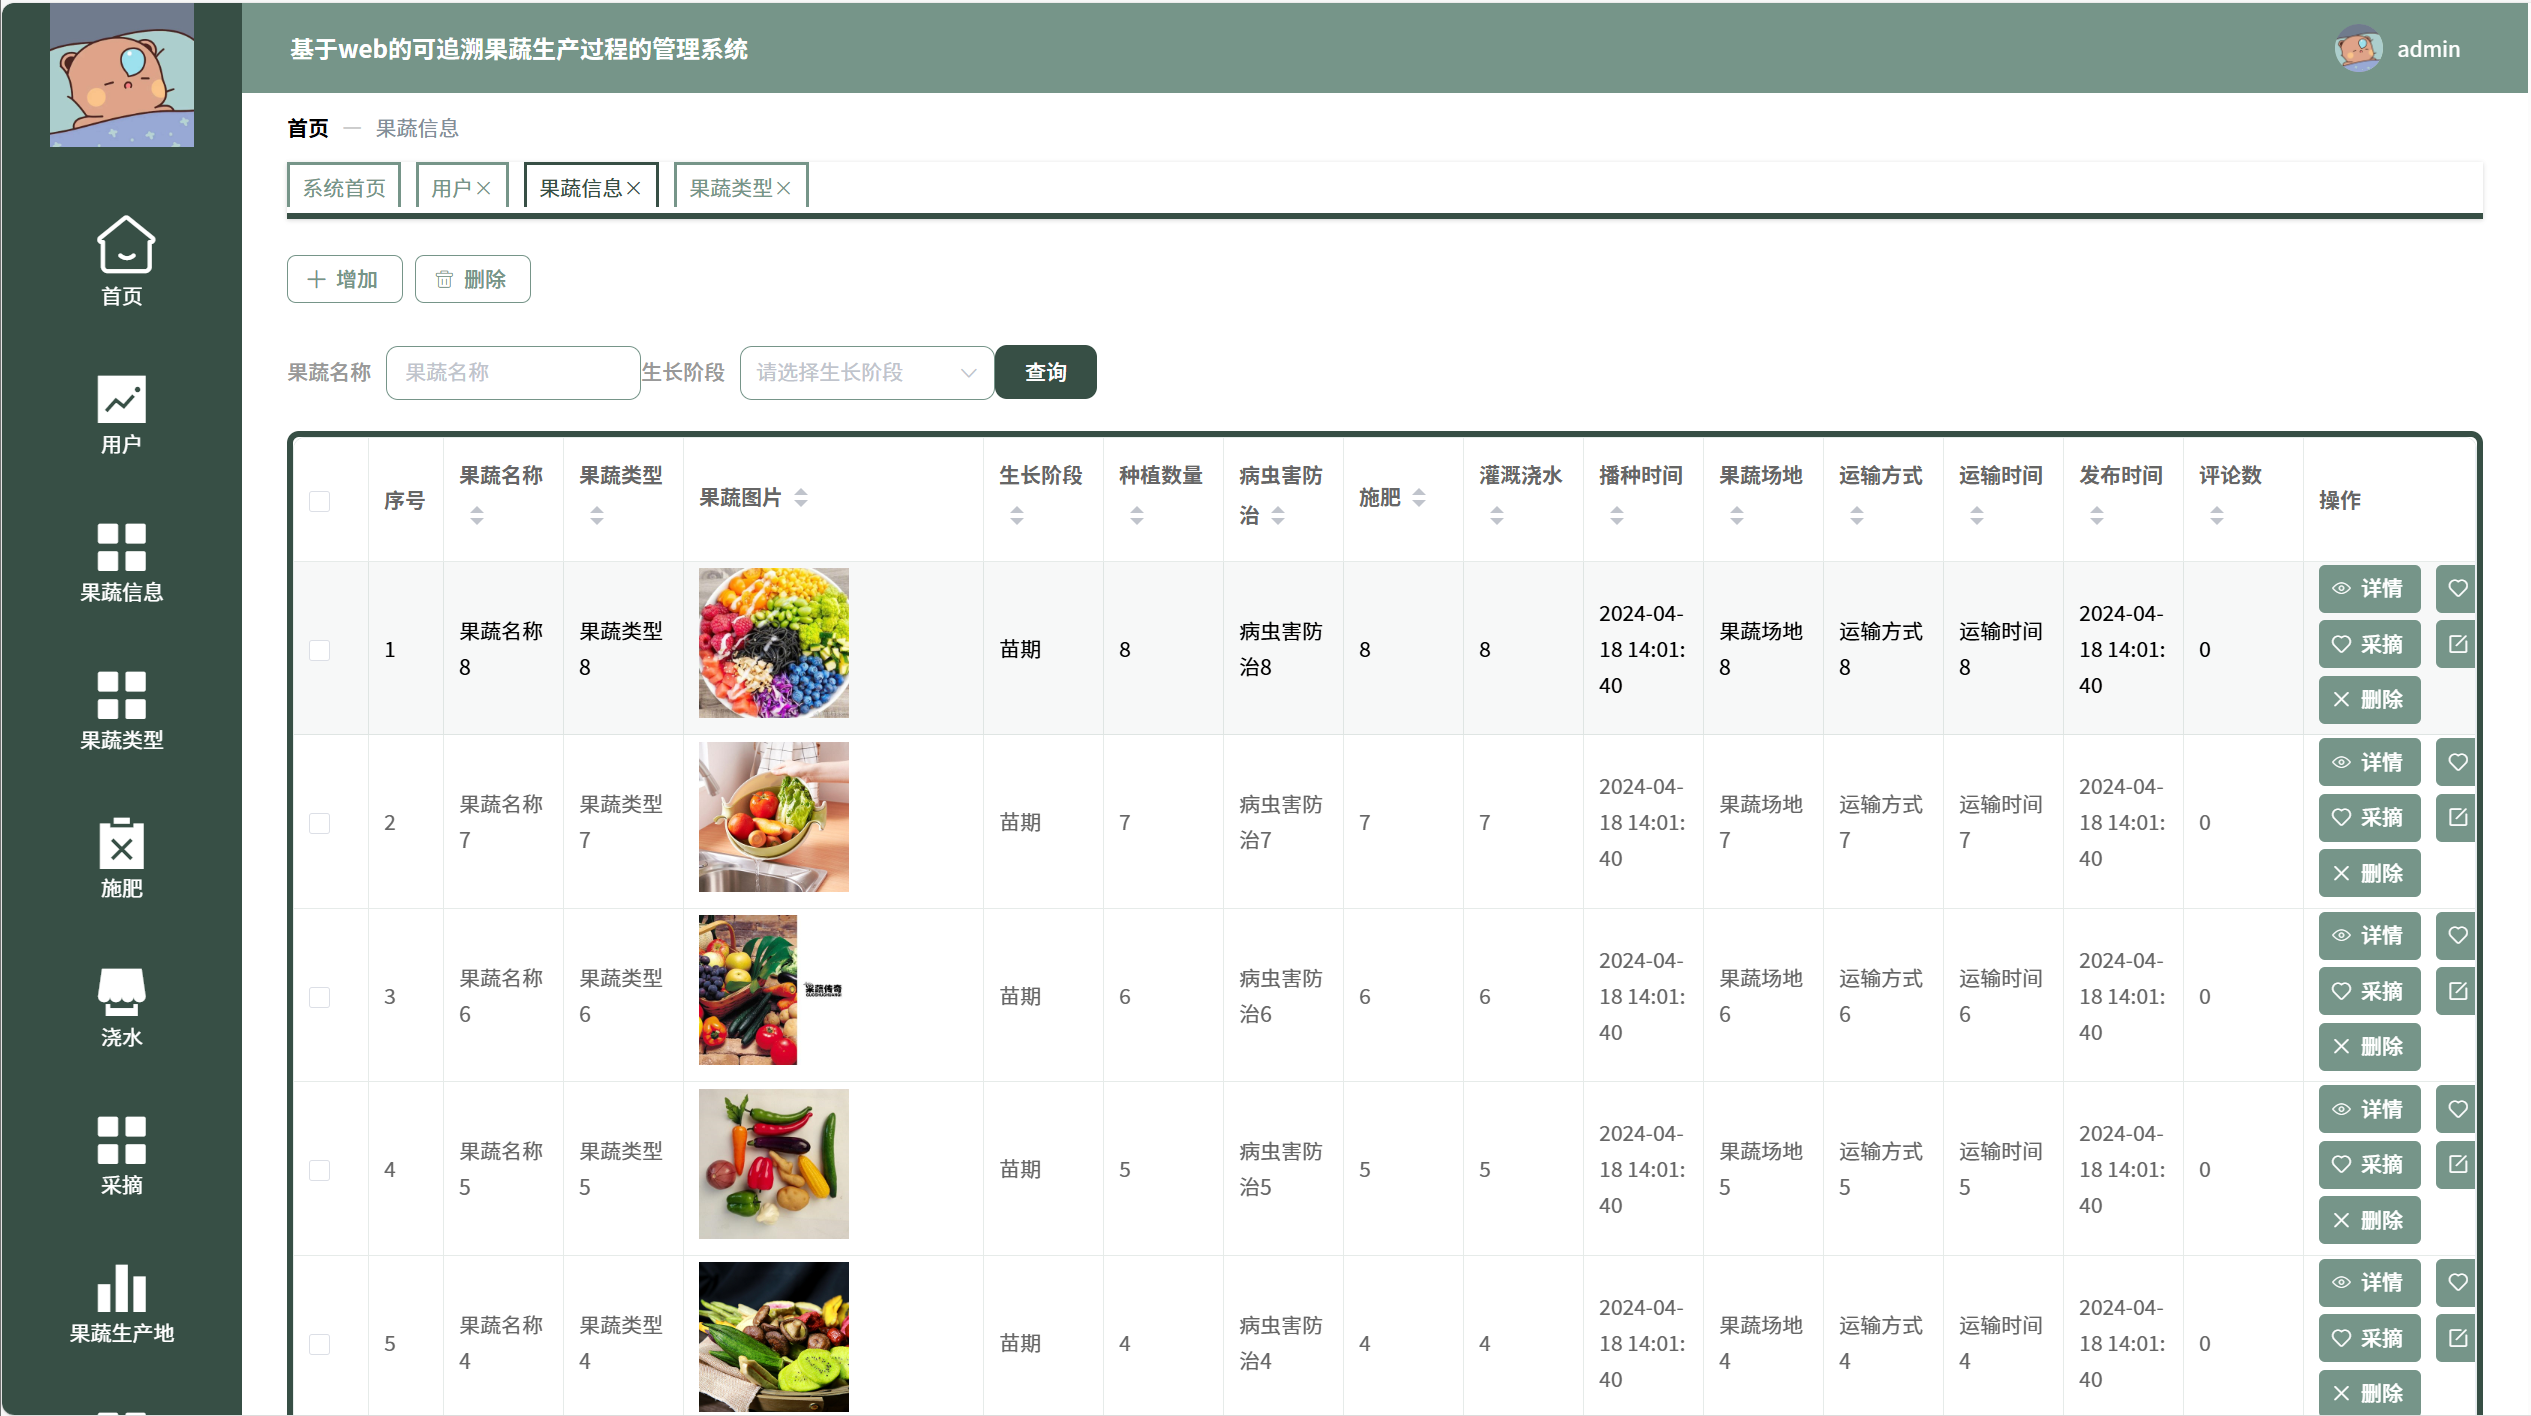 基于web的可追溯果蔬生产过程的管理系统
admin
首页
用户
果蔬信息
果蔬类型
施肥
浇水
采摘
果蔬生产地
首页 — 果蔬信息
系统首页 用户 果蔬信息 果蔬类型
增加 删除
果蔬名称 果蔬名称 生长阶段 请选择生长阶段 查询
序号 果蔬名称 果蔬类型 果蔬图片 生长阶段 种植数量 病虫害防治 施肥 灌溉浇水 播种时间 果蔬场地 运输方式 运输时间 发布时间 评论数 操作
1 果蔬名称8 果蔬类型8 苗期 8 病虫害防治8 8 8 2024-04-18 14:01:40 果蔬场地8 运输方式8 运输时间8 2024-04-18 14:01:40 0 详情 采摘 删除
2 果蔬名称7 果蔬类型7 苗期 7 病虫害防治7 7 7 2024-04-18 14:01:40 果蔬场地7 运输方式7 运输时间7 2024-04-18 14:01:40 0 详情 采摘 删除
3 果蔬名称6 果蔬类型6 果蔬传奇 苗期 6 病虫害防治6 6 6 2024-04-18 14:01:40 果蔬场地6 运输方式6 运输时间6 2024-04-18 14:01:40 0 详情 采摘 删除
4 果蔬名称5 果蔬类型5 苗期 5 病虫害防治5 5 5 2024-04-18 14:01:40 果蔬场地5 运输方式5 运输时间5 2024-04-18 14:01:40 0 详情 采摘 删除
5 果蔬名称4 果蔬类型4 苗期 4 病虫害防治4 4 4 2024-04-18 14:01:40 果蔬场地4 运输方式4 运输时间4 2024-04-18 14:01:40 0 详情 采摘 删除